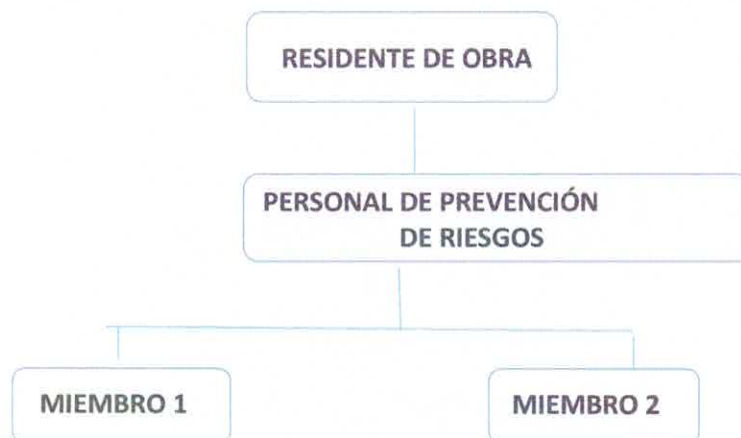 RESIDENTE DE OBRA
PERSONAL DE PREVENCIÓN
DE RIESGOS
MIEMBRO 1
MIEMBRO 2